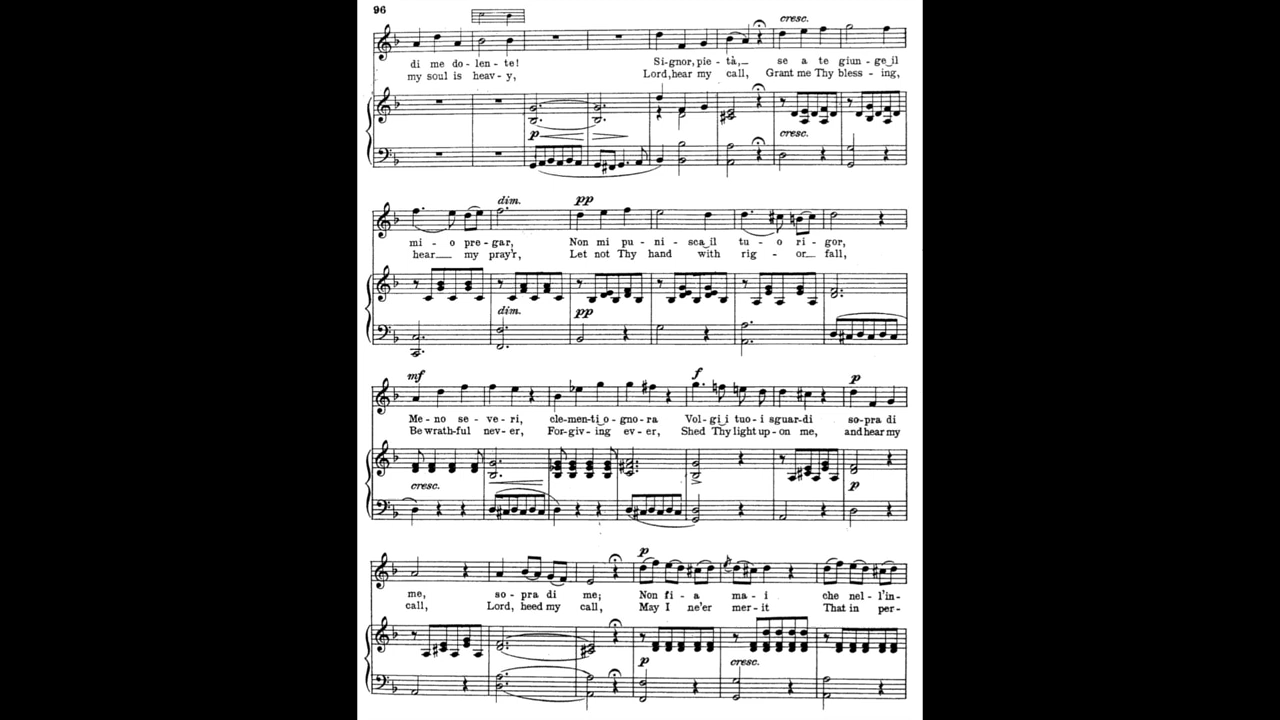 96
cresc.
di me do - len - te! Si-gnor, pie - tà,— se a te giun - ge il
my soul is heav - y, Lord, hear my call, Grant me Thy bless - ing,
p
cresc.
dim. pp
mi - o pre - gar, Non mi pu - ni - sca il tu - o ri - gor,
hear— my pray'r, Let not Thy hand with rig - or— fall,
dim. pp
mf f p
Me - no se - ve - ri, cle-men-ti o-gno-ra Vol-gi i tuo-i sguar-di so-pra di
Be wrath-ful nev - er, For-giv - ing ev - er, Shed Thy light up-on me, and hear my
cresc. p
p
me, so - pra di me; Non fi - a ma - i che nell'in-
call, Lord, heed my call, May I ne'er mer - it That in per-
p cresc.